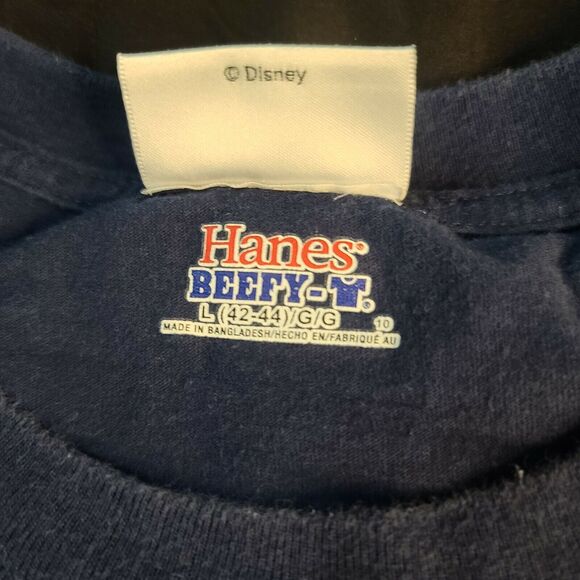 © Disney
Hanes®
BEEFY-T®
L (42-44)/G/G 10
MADE IN BANGLADESH/HECHO EN/FABRIQUÉ AU